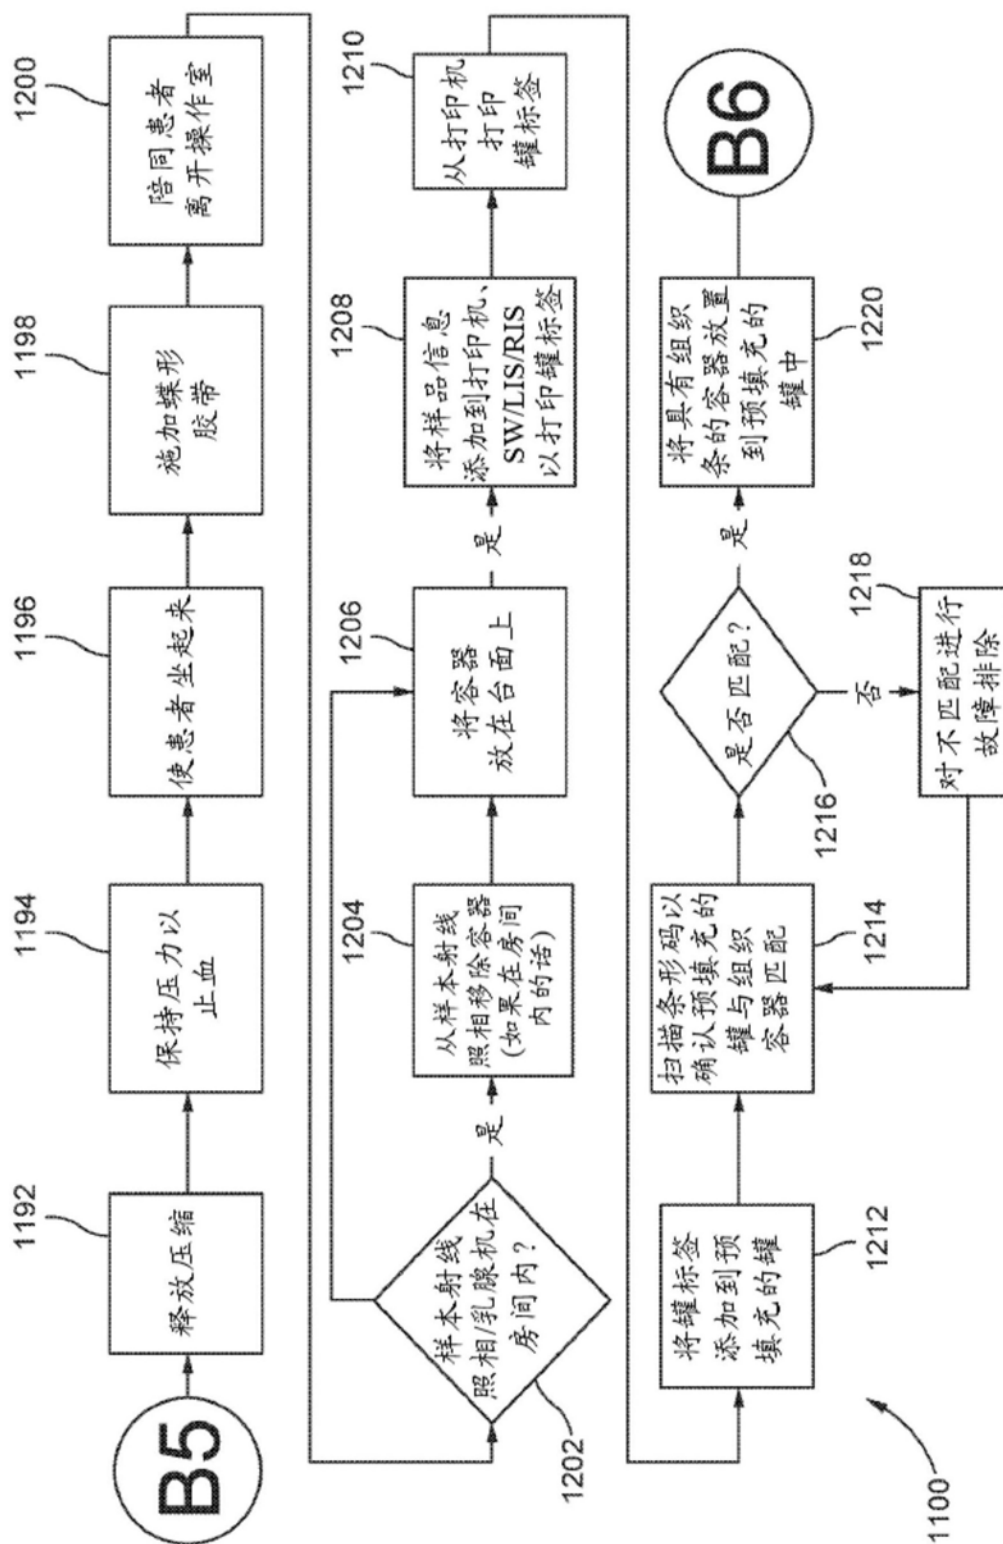 B5
1192
释放压缩
1194
保持压力以
止血
1196
使患者坐起来
1198
施加蝶形
胶带
1200
陪同患者
离开操作室
样本射线
照相/乳腺机在
房间内?
1202
是
1204
从样本射线
照相移除容器
(如果在房间
内的话)
1206
将容器
放在台面上
是
1208
将样品信息
添加到打印机、
SW/LIS/RIS
以打印罐标签
1210
从打印机
打印
罐标签
将罐标签
添加到预
填充的罐
1212
扫描条形码以
确认预填充的
罐与组织
容器匹配
1214
是否匹配?
1216
是
否
1218
对不匹配进行
故障排除
将具有组织
条的容器放置
到预填充的
罐中
1220
B6
1100